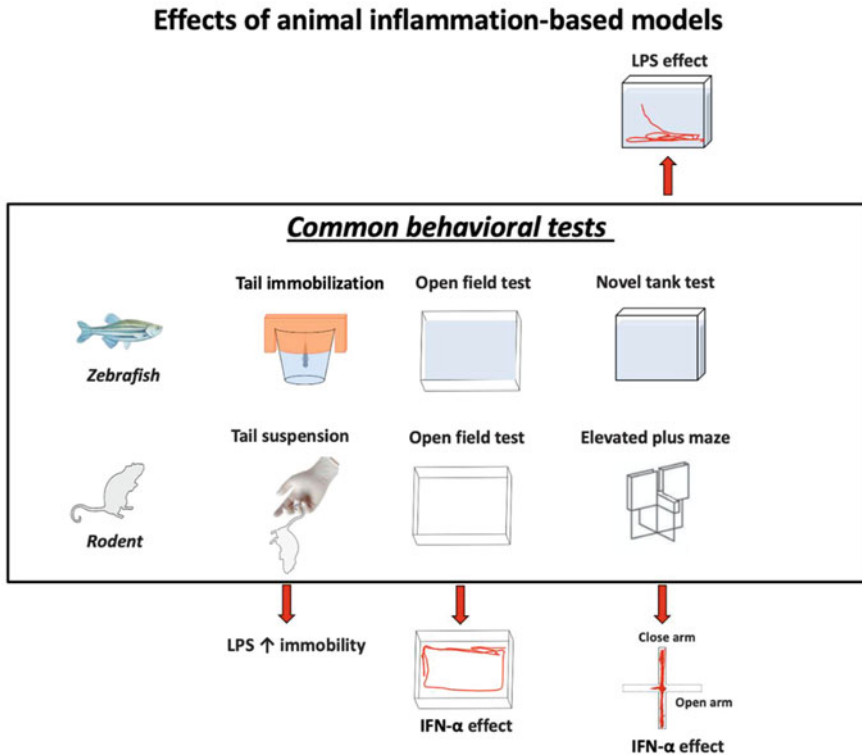 Effects of animal inflammation-based models
LPS effect
Common behavioral tests
Tail immobilization
Open field test
Novel tank test
Zebrafish
Tail suspension
Open field test
Elevated plus maze
Rodent
LPS ↑ immobility
IFN-α effect
Close arm
Open arm
IFN-α effect